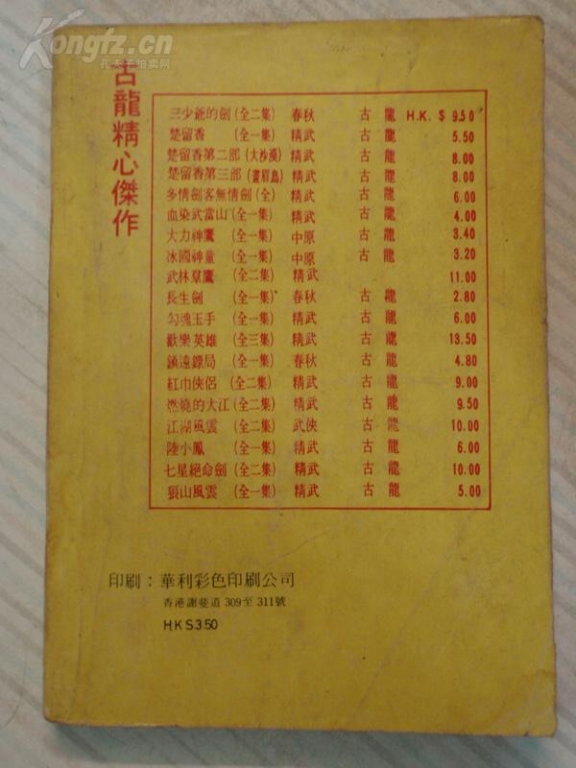 Kongfz.cn
孔夫子拍卖网
古龍精心傑作
三少爺的劍(全二集) 春秋 古龍 H.K. $ 9.50
楚留香 (全一集) 精武 古龍 5.50
楚留香第二部(大沙漠) 精武 古龍 8.00
楚留香第三部(畫眉鳥) 精武 古龍 8.00
多情劍客無情劍(全) 精武 古龍 6.00
血染武當山(全一集) 精武 古龍 4.00
大力神鷹 (全一集) 中原 古龍 3.40
冰國神童 (全一集) 中原 古龍 3.20
武林羣鷹 (全二集) 精武 11.00
長生劍 (全一集) 春秋 古龍 2.80
勾魂玉手 (全一集) 精武 古龍 6.00
歡樂英雄 (全三集) 精武 古龍 13.50
鎮遠鏢局 (全一集) 春秋 古龍 4.80
紅巾俠侶 (全二集) 精武 古龍 9.00
燃燒的大江(全二集) 精武 古龍 9.50
江湖風雲 (全二集) 武俠 古龍 10.00
陸小鳳 (全一集) 精武 古龍 6.00
七星絕命劍(全二集) 精武 古龍 10.00
山風雲 (全一集) 精武 古龍 5.00
印刷：華利彩色印刷公司
香港謝斐道309至311號
H.K$3.50